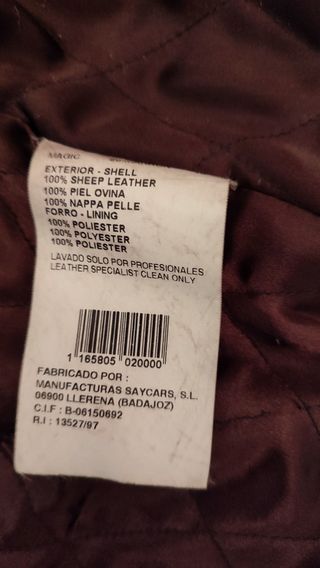 MAGIC
EXTERIOR - SHELL
100% SHEEP LEATHER
100% PIEL OVINA
100% NAPPA PELLE
FORRO - LINING
100% POLIESTER
100% POLYESTER
100% POLIESTER
LAVADO SOLO POR PROFESIONALES
LEATHER SPECIALIST CLEAN ONLY
1 165805 020000
FABRICADO POR :
MANUFACTURAS SAYCARS, S.L.
06900 LLERENA (BADAJOZ)
C.I.F : B-06150692
R.I : 13527/97